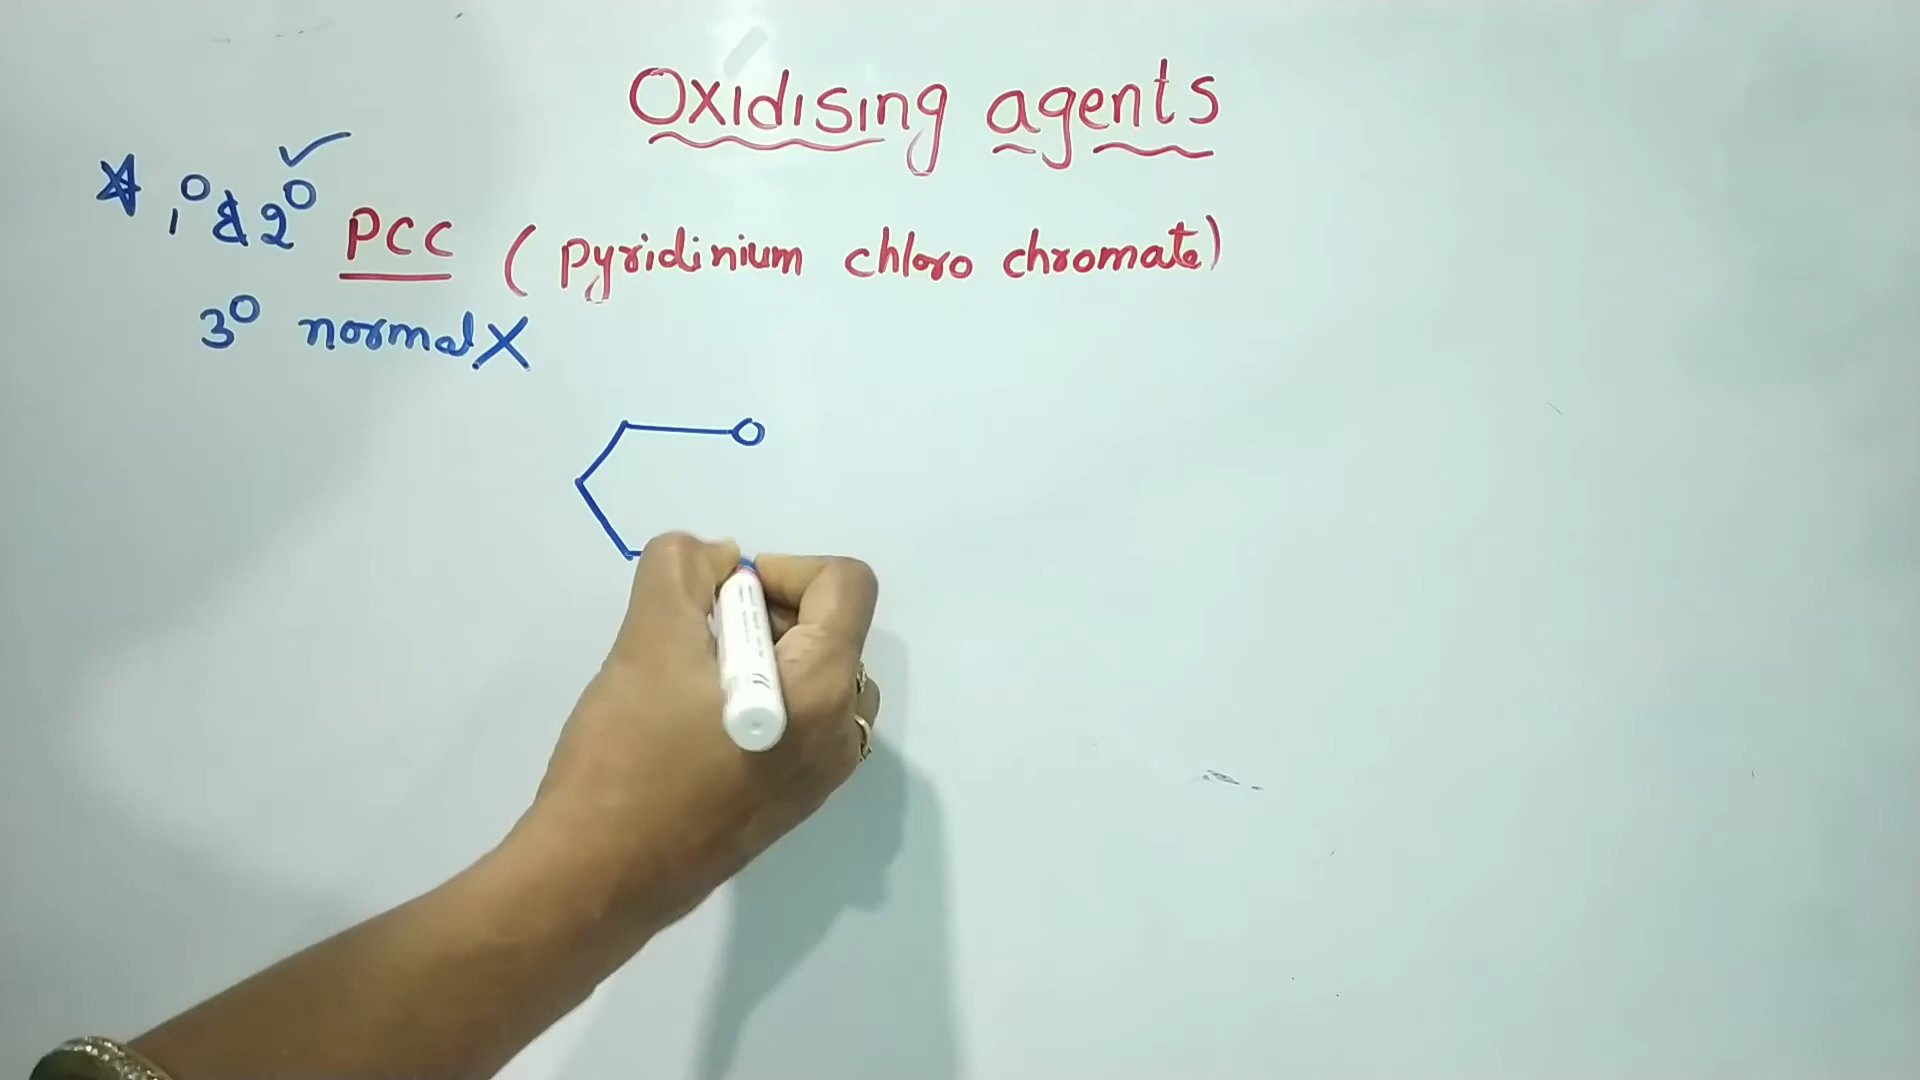 Oxidising agents
1° & 2° PCC (pyridinium chloro chromate)
3° normal X
O